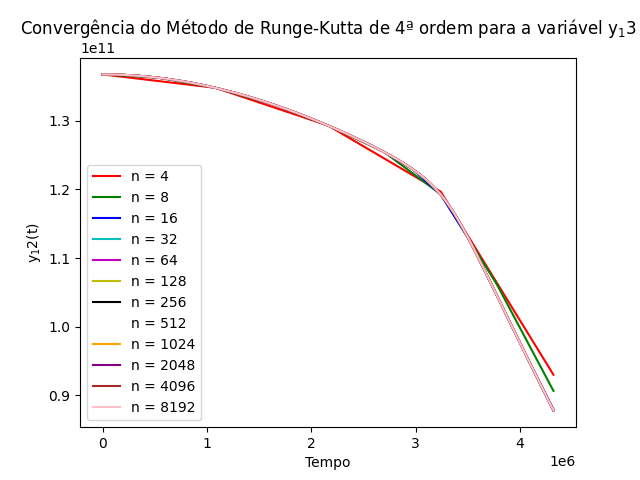 Convergência do Método de Runge-Kutta de 4ª ordem para a variável y₁3
1e11
1.3
1.2
1.1
1.0
0.9
y₁2(t)
n = 4
n = 8
n = 16
n = 32
n = 64
n = 128
n = 256
n = 512
n = 1024
n = 2048
n = 4096
n = 8192
0 1 2 3 4
Tempo
1e6